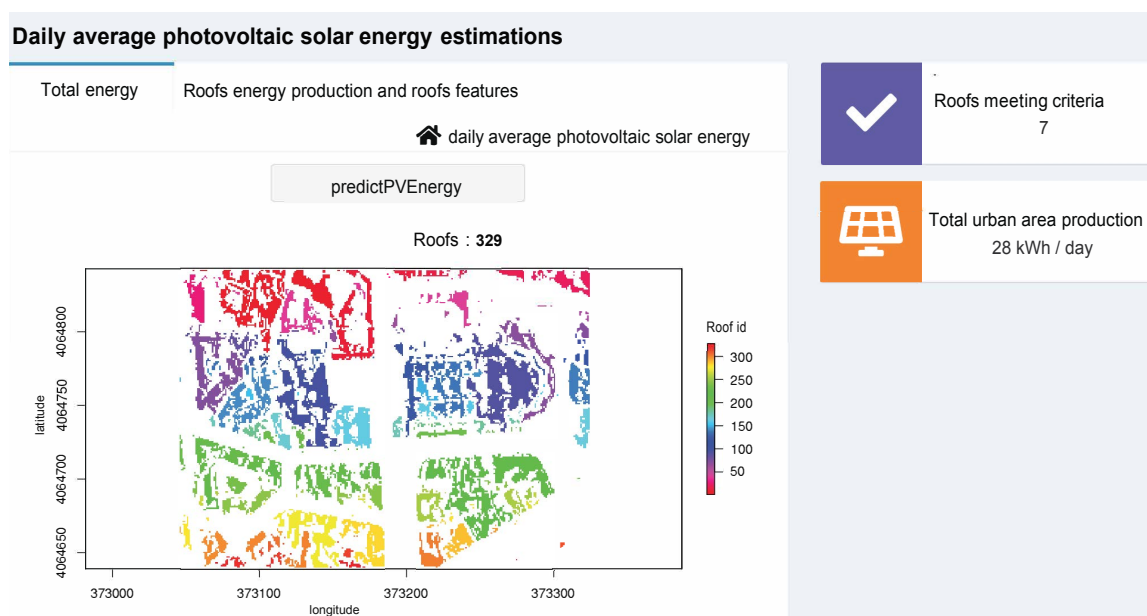 Daily average photovoltaic solar energy estimations
Total energy
Roofs energy production and roofs features
daily average photovoltaic solar energy
predictPVEnergy
Roofs : 329
Roofs meeting criteria
7
Total urban area production
28 kWh / day
latitude
4064800
4064750
4064700
4064650
373000
373100
373200
373300
longitude
Roof id
300
250
200
150
100
50